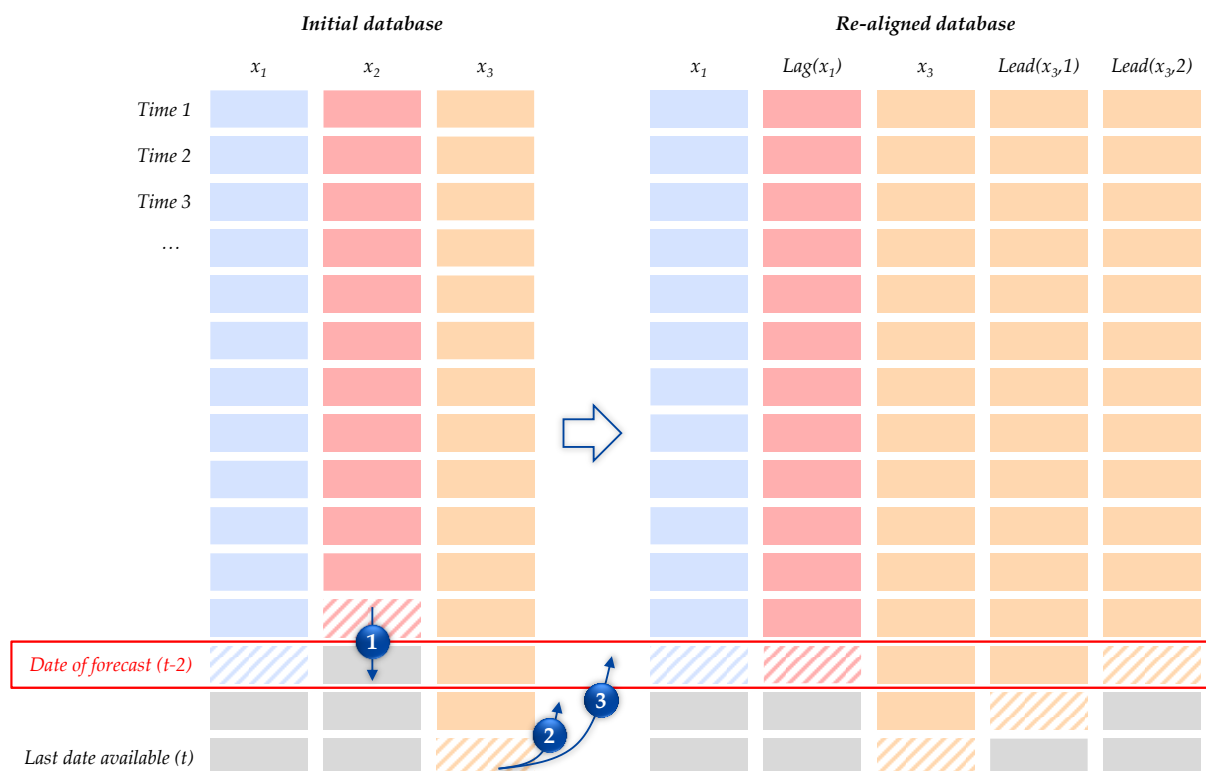 Initial database
Re-aligned database
x1 x2 x3
x1 Lag(x1) x3 Lead(x3,1) Lead(x3,2)
Time 1
Time 2
Time 3
…
1
Date of forecast (t-2)
3
2
Last date available (t)